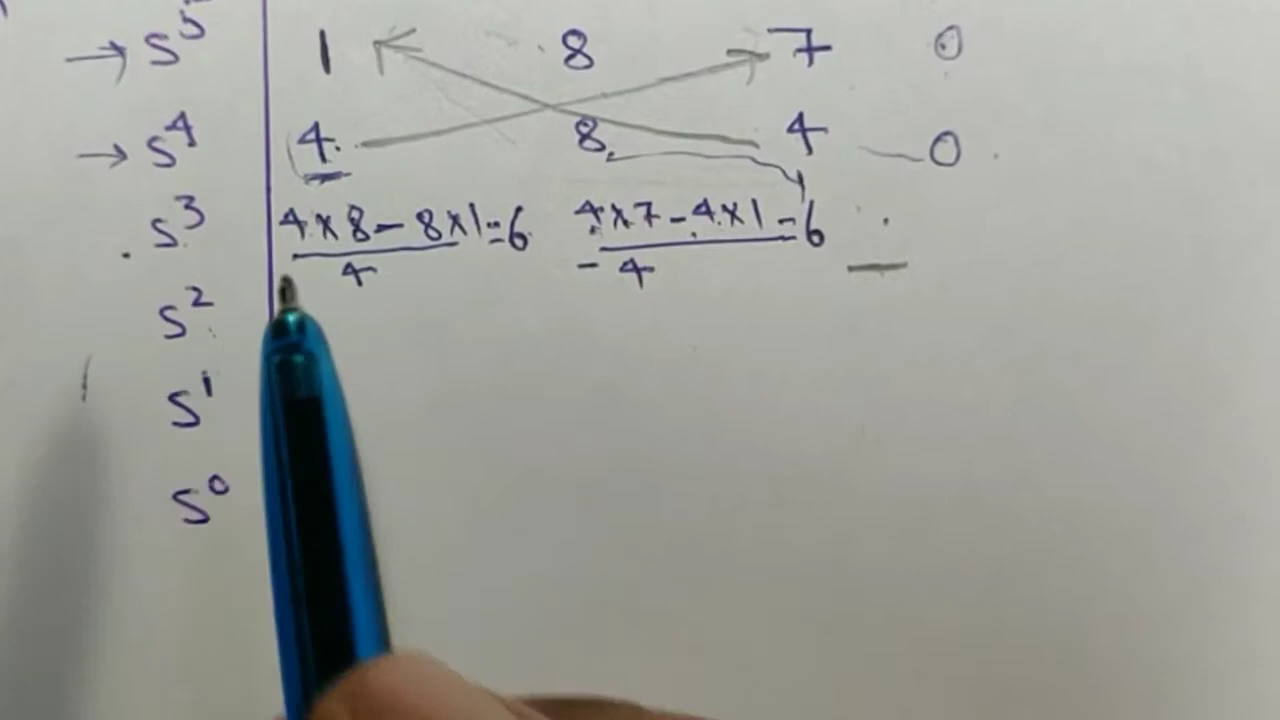 → s⁵ 1 8 7 0
→ s⁴ 4 8 4 0
s³ 4×8-8×1/4=6 4×7-4×1/4=6
s²
s¹
s⁰